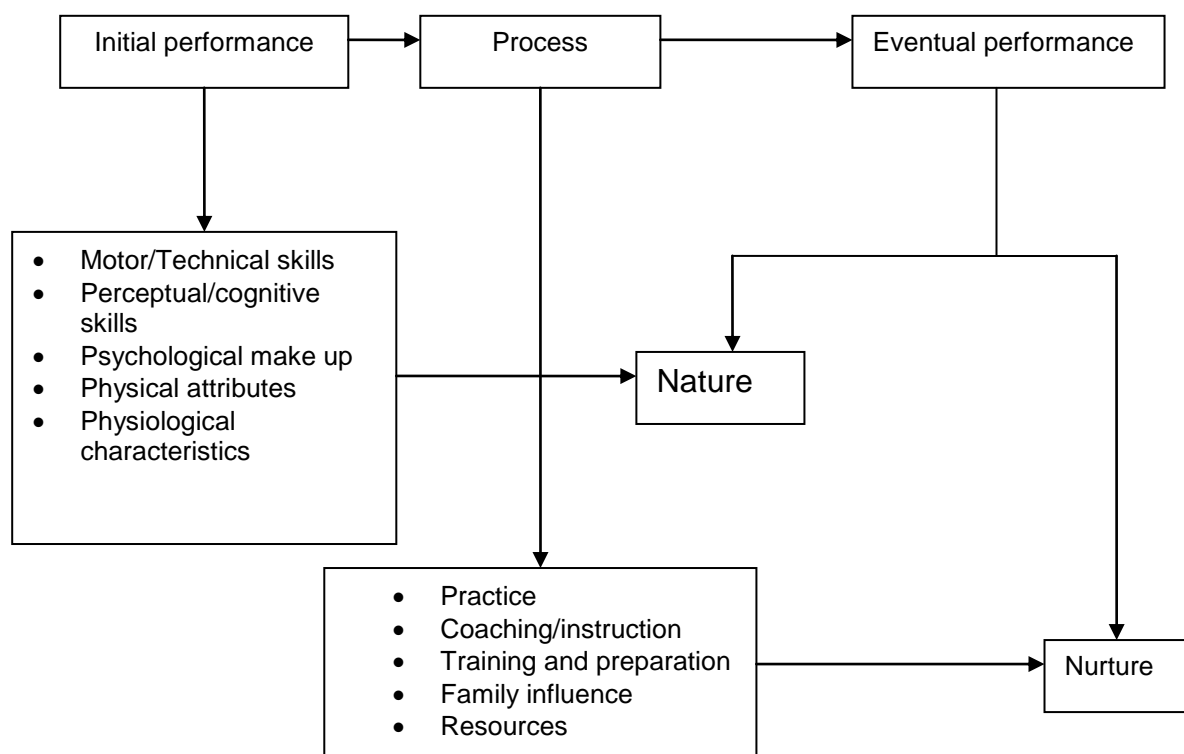 Initial performance
Process
Eventual performance
• Motor/Technical skills
• Perceptual/cognitive
skills
• Psychological make up
• Physical attributes
• Physiological
characteristics
Nature
• Practice
• Coaching/instruction
• Training and preparation
• Family influence
• Resources
Nurture